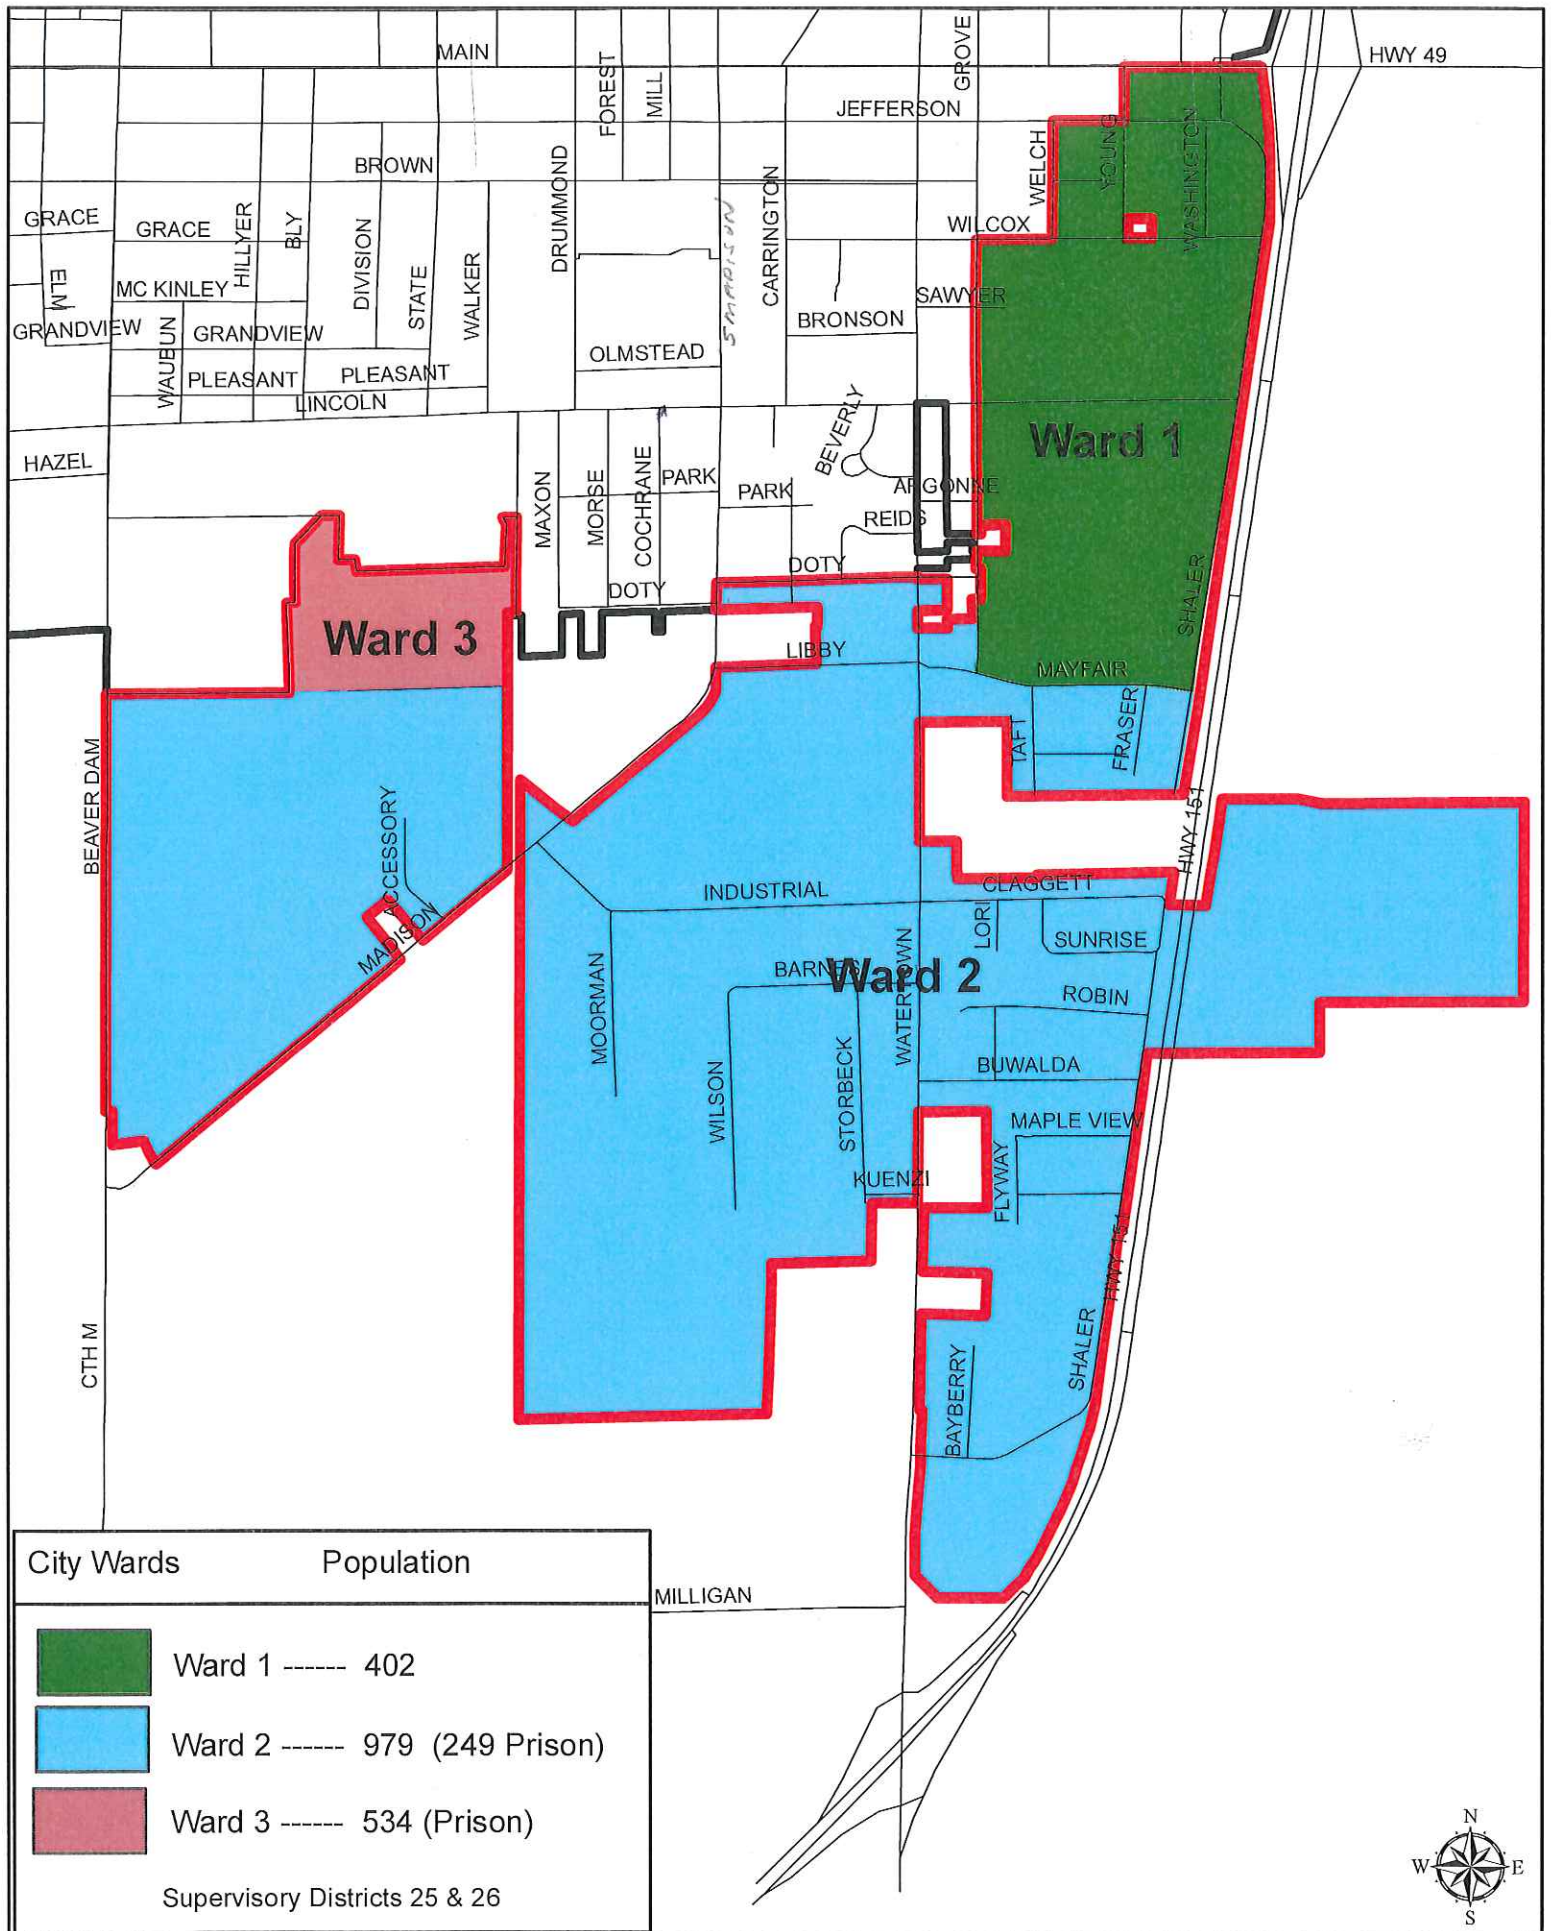 MAIN
GROVE
HWY 49
FOREST
MILL
JEFFERSON
BROWN
DRUMMOND
CARRINGTON
WELCH
YOUNG
WASHINGTON
GRACE
GRACE
HILLYER
BLY
DIVISION
STATE
WALKER
S MADISON
WILCOX
ELM
MC KINLEY
SAWYER
GRANDVIEW
WAUBUN
GRANDVIEW
BRONSON
OLMSTEAD
PLEASANT
PLEASANT
LINCOLN
BEVERLY
Ward 1
HAZEL
MAXON
MORSE
COCHRANE
PARK
PARK
ARGONNE
REIDS
DOTY
DOTY
SHALER
Ward 3
LIBBY
MAYFAIR
TAFT
FRASER
BEAVER DAM
ACCESSORY
MADISON
HWY 151
INDUSTRIAL
CLAGGETT
LORI
SUNRISE
MOORMAN
BARNES
WATERTOWN
Ward 2
ROBIN
WILSON
STORBECK
BUWALDA
MAPLE VIEW
KUENZI
FLYWAY
HWY 151
SHALER
BAYBERRY
CTH M
MILLIGAN
City Wards Population
Ward 1 ------ 402
Ward 2 ------ 979 (249 Prison)
Ward 3 ------ 534 (Prison)
Supervisory Districts 25 & 26
N
W E
S